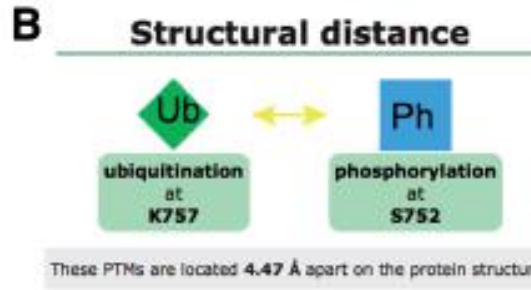 B
Structural distance
Ub Ph
ubiquitination phosphorylation
at at
K757 S752
These PTMs are located 4.47 Å apart on the protein structur